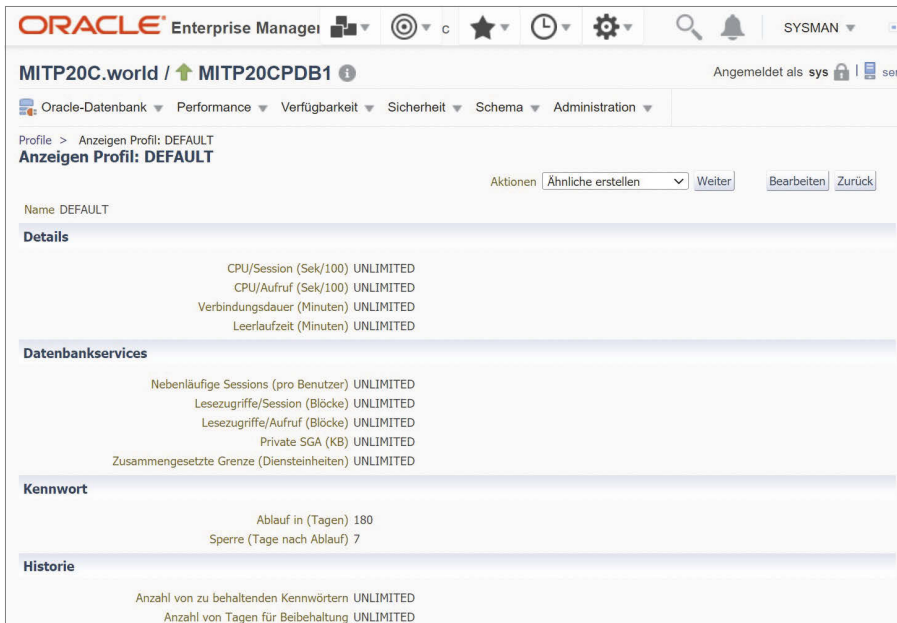 ORACLE Enterprise Manager c SYSMAN
MITP20C.world / MITP20CPDB1
Angemeldet als sys
Oracle-Datenbank Performance Verfügbarkeit Sicherheit Schema Administration
Profile > Anzeigen Profil: DEFAULT
Anzeigen Profil: DEFAULT
Aktionen Ähnliche erstellen Weiter Bearbeiten Zurück
Name DEFAULT
Details
CPU/Session (Sek/100) UNLIMITED
CPU/Aufruf (Sek/100) UNLIMITED
Verbindungsdauer (Minuten) UNLIMITED
Leerlaufzeit (Minuten) UNLIMITED
Datenbankservices
Nebenläufige Sessions (pro Benutzer) UNLIMITED
Lesezugriffe/Session (Blöcke) UNLIMITED
Lesezugriffe/Aufruf (Blöcke) UNLIMITED
Private SGA (KB) UNLIMITED
Zusammengesetzte Grenze (Diensteinheiten) UNLIMITED
Kennwort
Ablauf in (Tagen) 180
Sperre (Tage nach Ablauf) 7
Historie
Anzahl von zu behaltenden Kennwörtern UNLIMITED
Anzahl von Tagen für Beibehaltung UNLIMITED